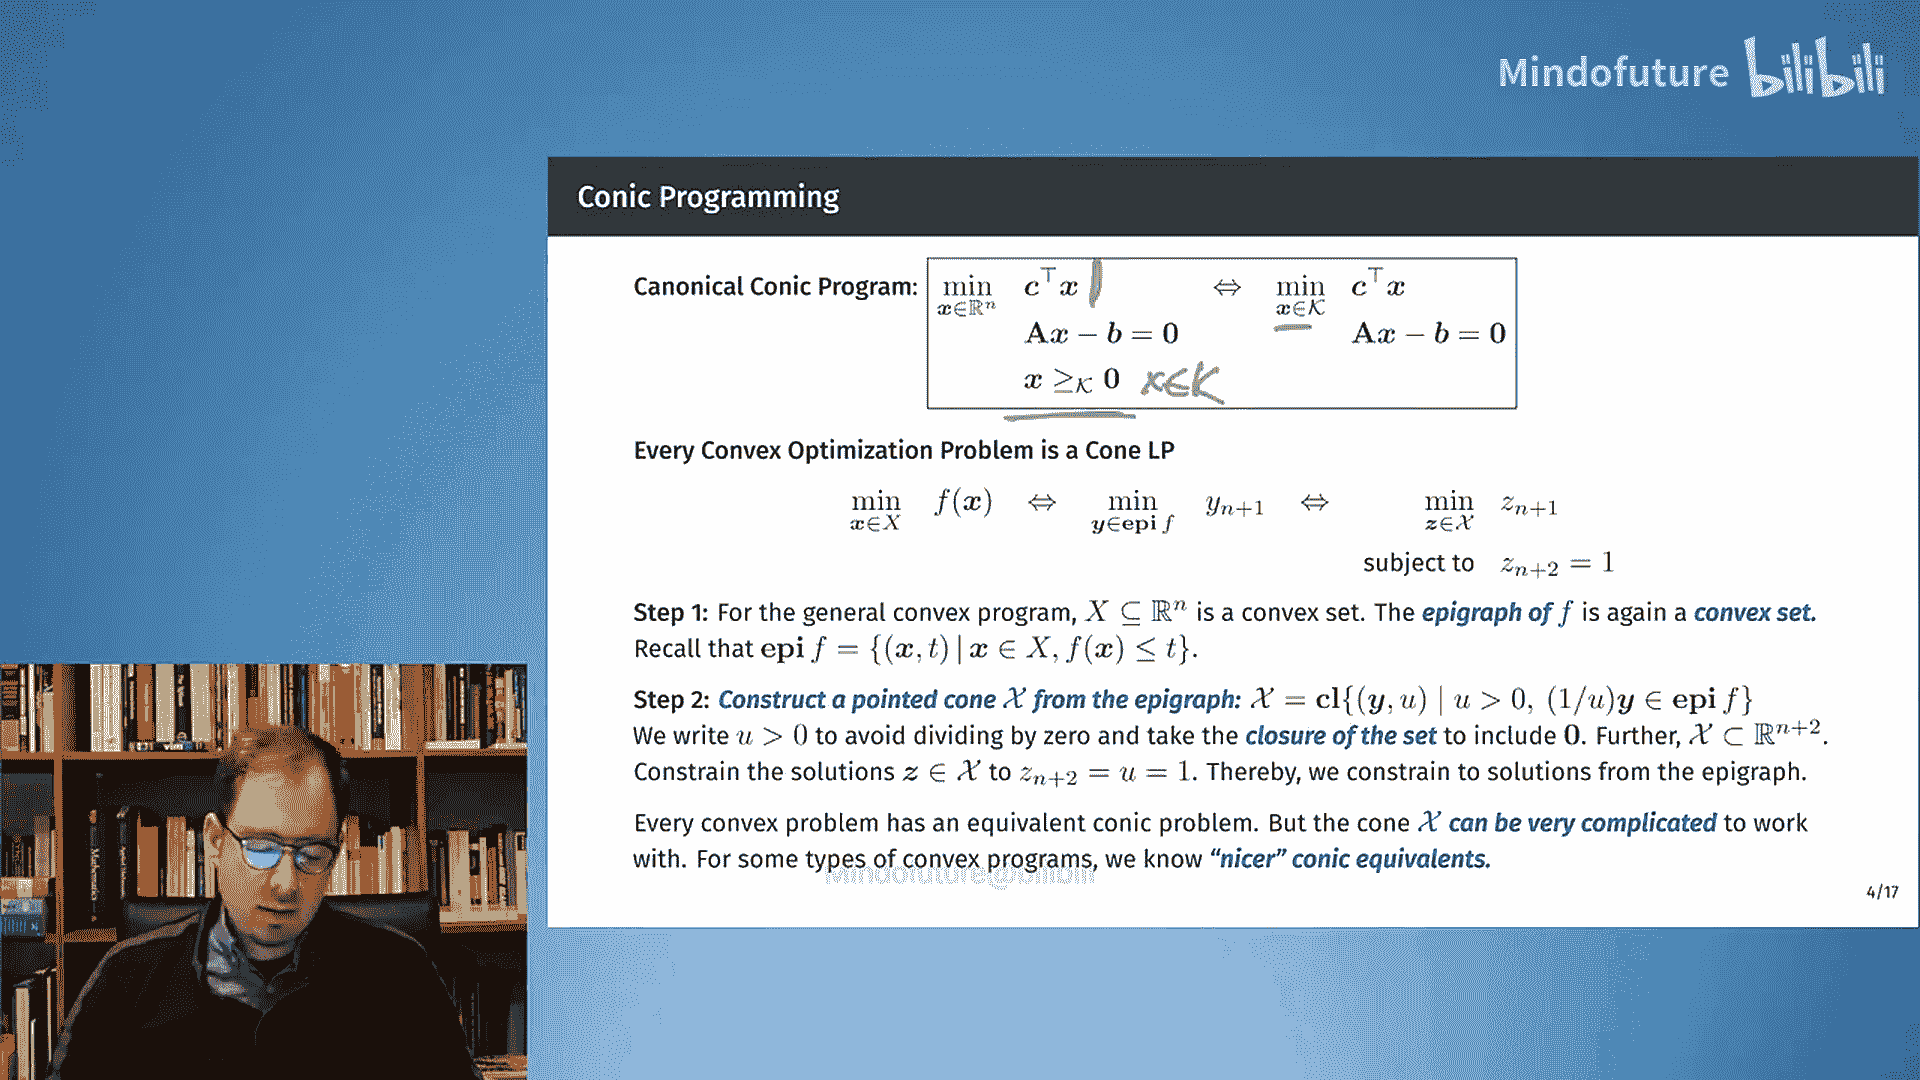 Mindofuture bilibili
Conic Programming
Canonical Conic Program: min_{x∈ℝⁿ} c^⊤ x ⇔ min_{x∈𝒦} c^⊤ x
Ax − b = 0 Ax − b = 0
x ≥_𝒦 0 x∈K
Every Convex Optimization Problem is a Cone LP
min_{x∈X} f(x) ⇔ min_{y∈epi f} y_{n+1} ⇔ min_{z∈𝒳} z_{n+1}
subject to z_{n+2} = 1
Step 1: For the general convex program, X ⊆ ℝⁿ is a convex set. The epigraph of f is again a convex set.
Recall that epi f = {(x, t) | x ∈ X, f(x) ≤ t}.
Step 2: Construct a pointed cone 𝒳 from the epigraph: 𝒳 = cl{(y, u) | u > 0, (1/u)y ∈ epi f}
We write u > 0 to avoid dividing by zero and take the closure of the set to include 0. Further, 𝒳 ⊂ ℝ^{n+2}.
Constrain the solutions z ∈ 𝒳 to z_{n+2} = u = 1. Thereby, we constrain to solutions from the epigraph.
Every convex problem has an equivalent conic problem. But the cone 𝒳 can be very complicated to work
with. For some types of convex programs, we know “nicer” conic equivalents.
Mindofuture@bilibili
4/17